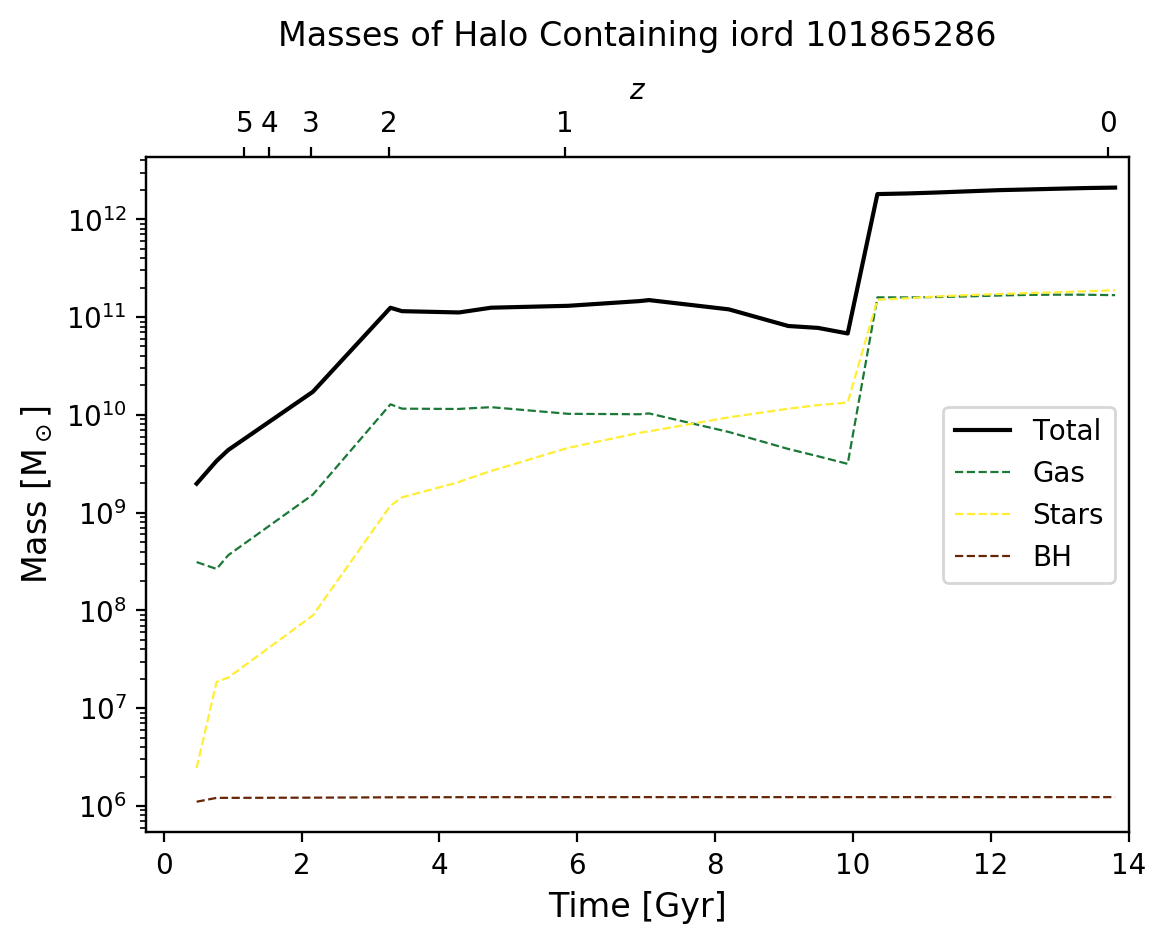 Masses of Halo Containing iord 101865286
z
5 4 3 2 1 0
10¹²
10¹¹
10¹⁰
10⁹
10⁸
10⁷
10⁶
Mass [M⊙]
Total
Gas
Stars
BH
0 2 4 6 8 10 12 14
Time [Gyr]